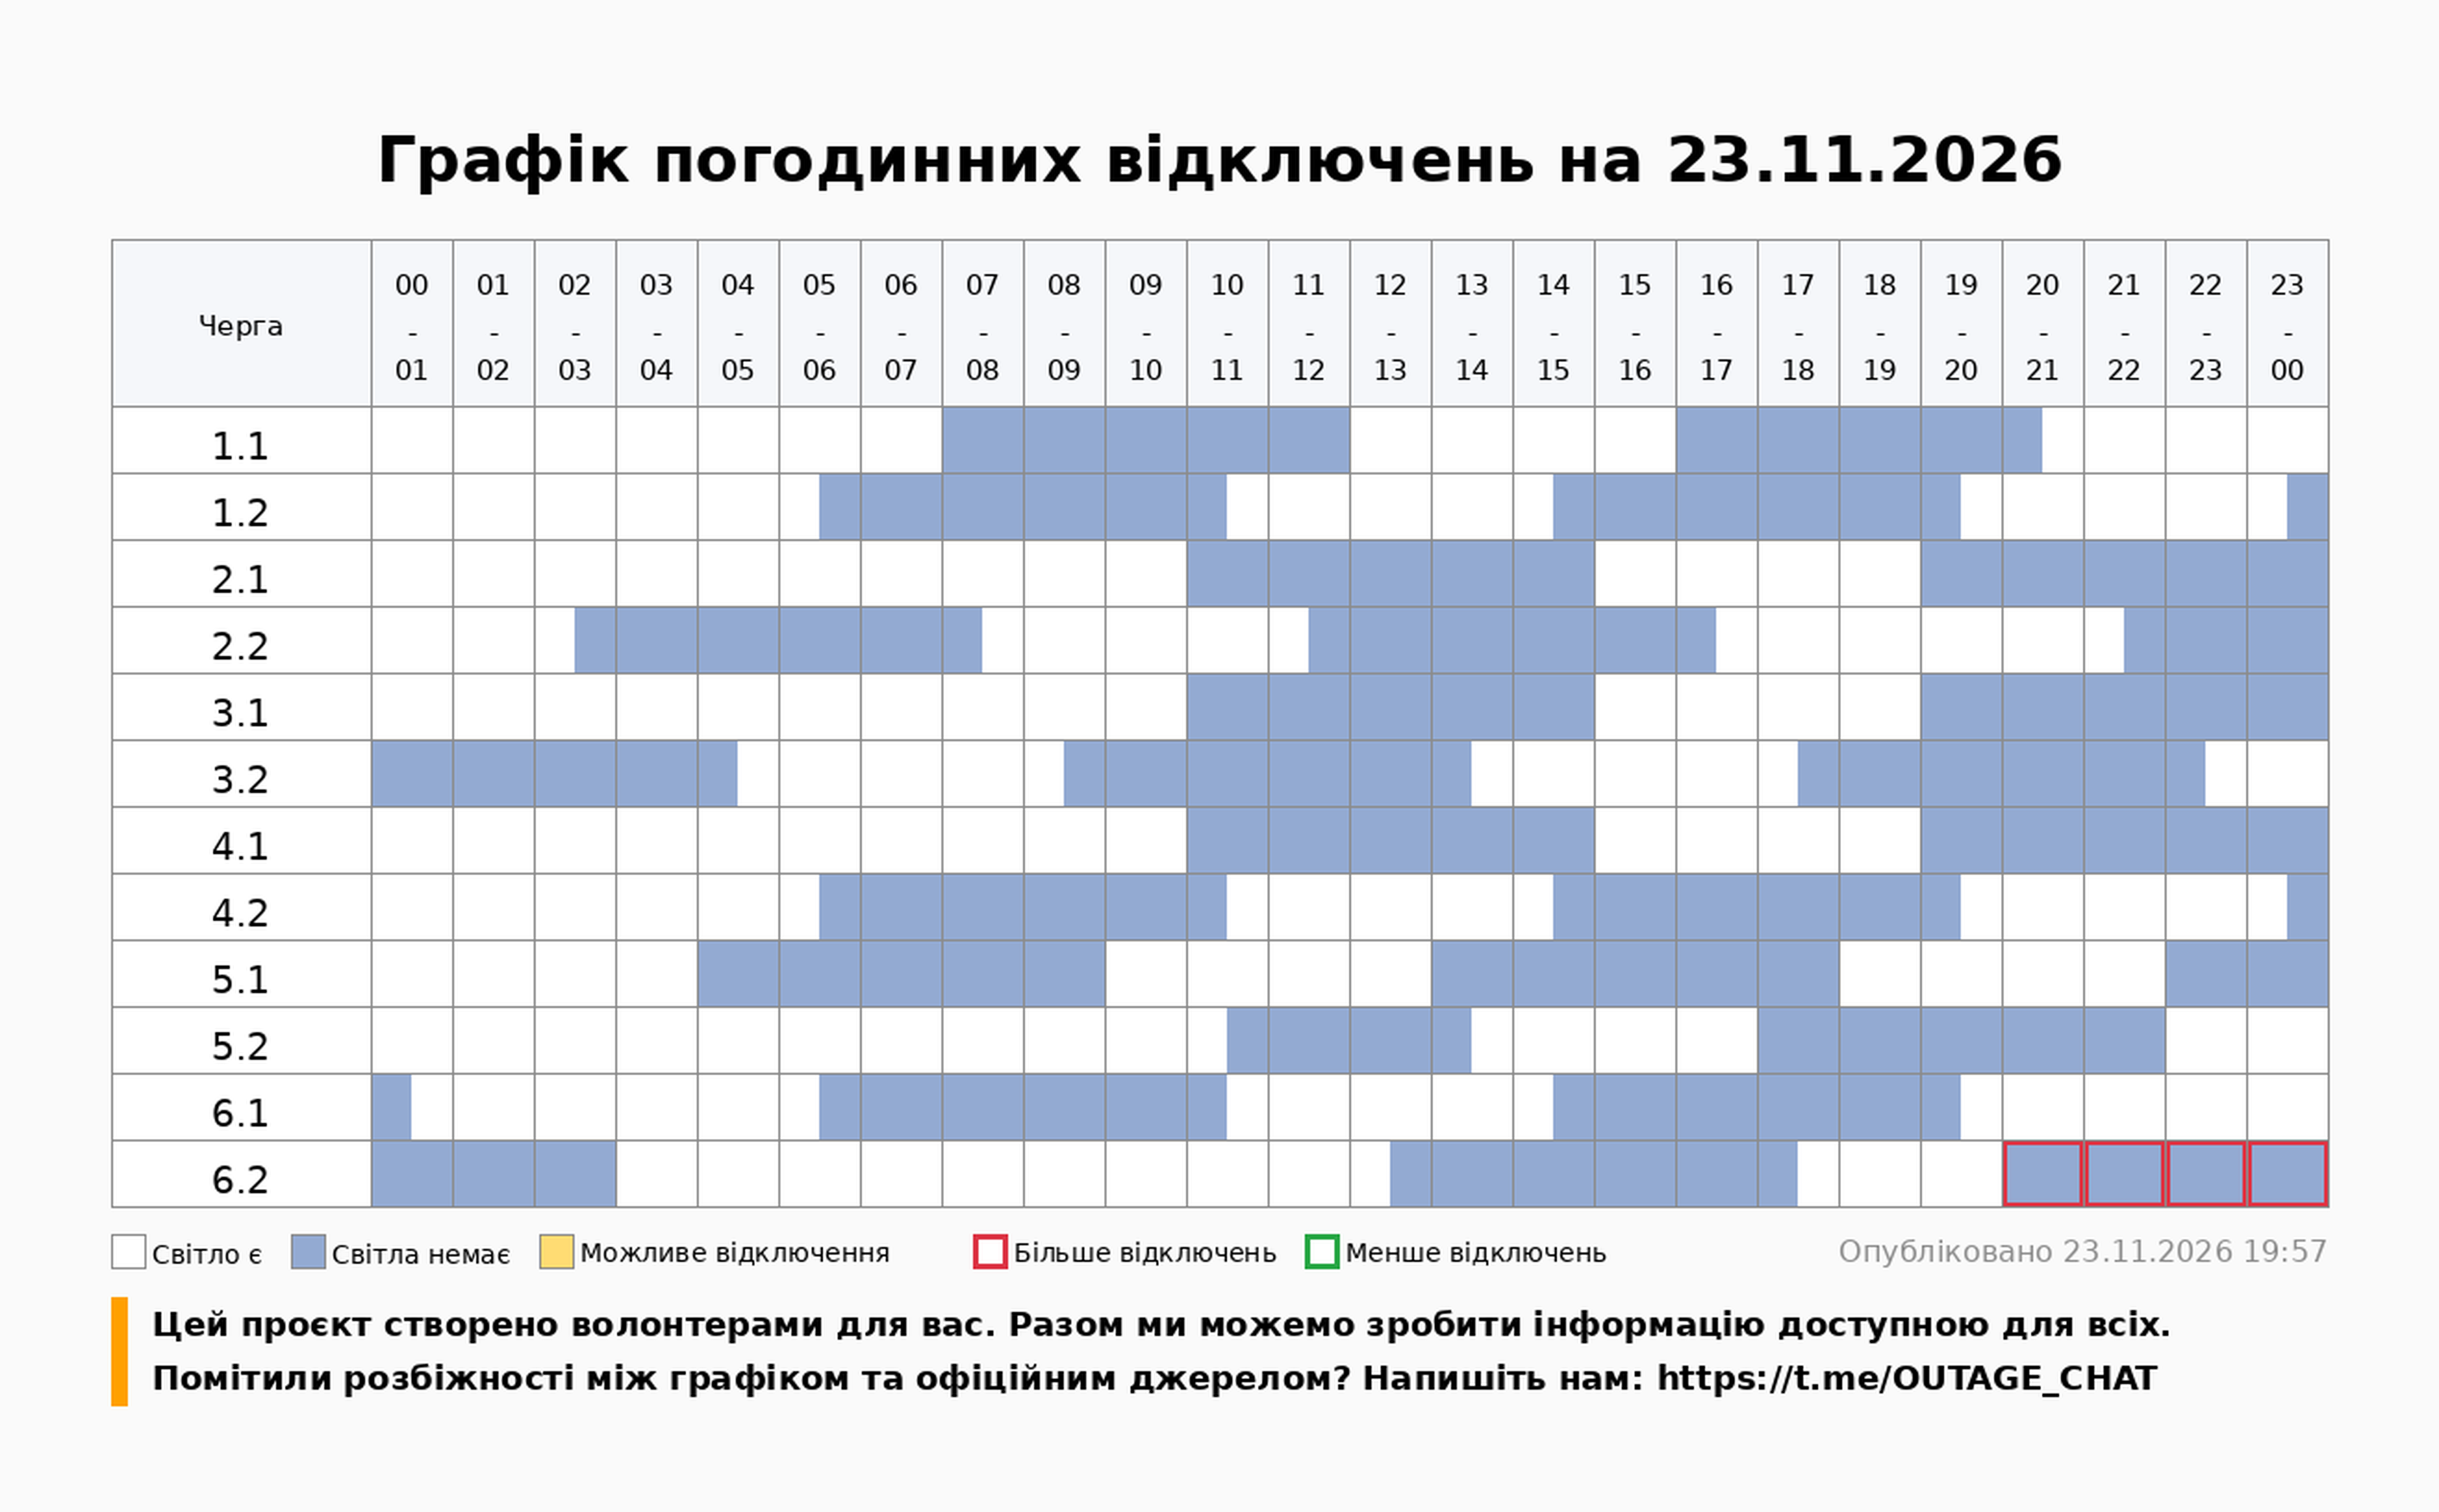 Графік погодинних відключень на 23.11.2026
Черга
00 - 01
01 - 02
02 - 03
03 - 04
04 - 05
05 - 06
06 - 07
07 - 08
08 - 09
09 - 10
10 - 11
11 - 12
12 - 13
13 - 14
14 - 15
15 - 16
16 - 17
17 - 18
18 - 19
19 - 20
20 - 21
21 - 22
22 - 23
23 - 00
1.1
1.2
2.1
2.2
3.1
3.2
4.1
4.2
5.1
5.2
6.1
6.2
Світло є Світла немає Можливе відключення Більше відключень Менше відключень Опубліковано 23.11.2026 19:57
Цей проєкт створено волонтерами для вас. Разом ми можемо зробити інформацію доступною для всіх.
Помітили розбіжності між графіком та офіційним джерелом? Напишіть нам: https://t.me/OUTAGE_CHAT